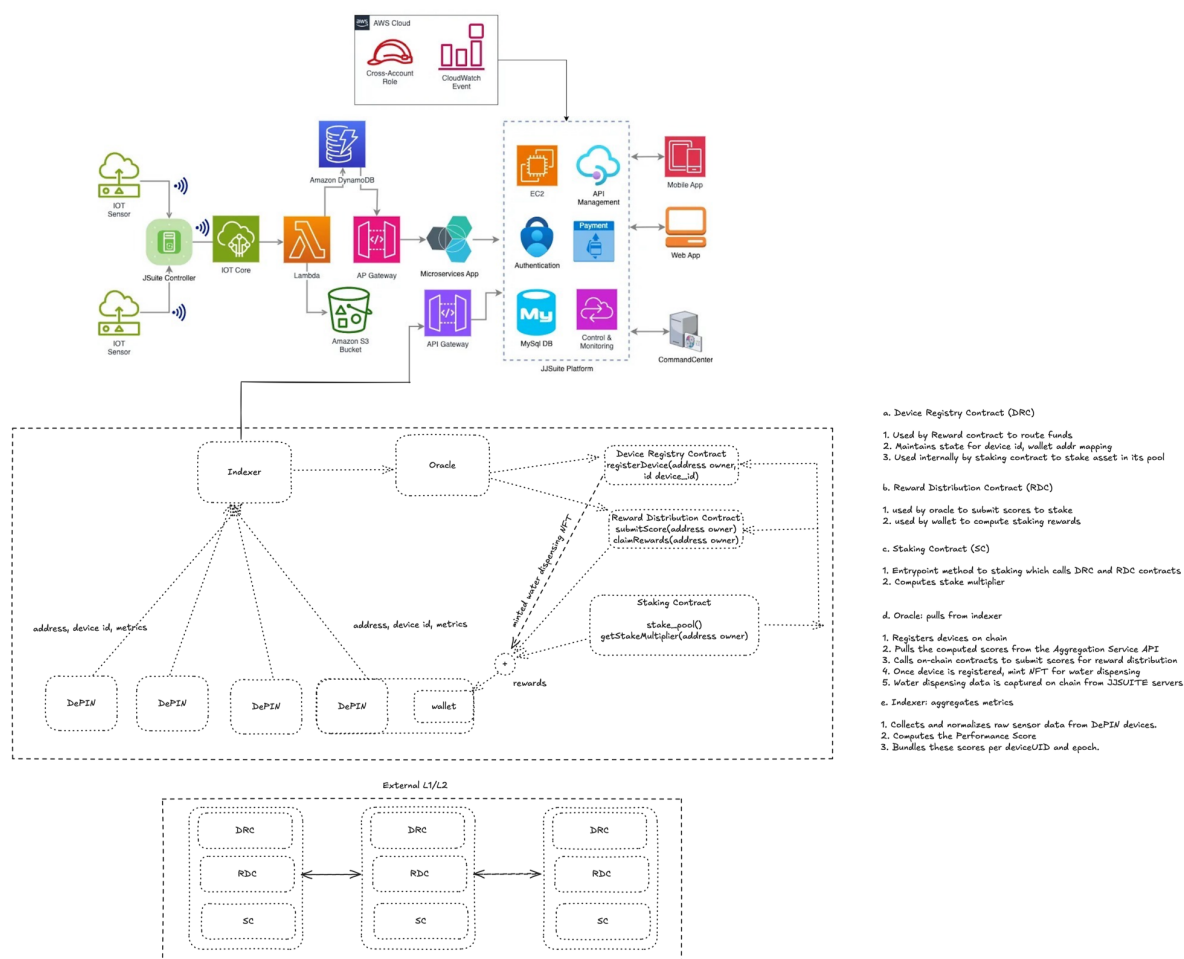 aws
AWS Cloud
Cross-Account
Role
CloudWatch
Event
Amazon DynamoDB
IOT
Sensor
JSuite Controller
IOT Core
Lambda
AP Gateway
Microservices App
IOT
Sensor
Amazon S3
Bucket
API Gateway
EC2
API
Management
Authentication
Payment
My
MySql DB
Control &
Monitoring
JJSuite Platform
Mobile App
Web App
CommandCenter
Indexer
Oracle
Device Registry Contract
registerDevice(address owner,
id device_id)
Reward Distribution Contract
submitScore(address owner)
claimRewards(address owner)
minted water dispensing NFT
Staking Contract
stake_pool()
getStakeMultiplier(address owner)
address, device id, metrics
address, device id, metrics
+
rewards
DePIN
DePIN
DePIN
DePIN
wallet
a. Device Registry Contract (DRC)
1. Used by Reward contract to route funds
2. Maintains state for device id, wallet addr mapping
3. Used internally by staking contract to stake asset in its pool
b. Reward Distribution Contract (RDC)
1. used by oracle to submit scores to stake
2. used by wallet to compute staking rewards
c. Staking Contract (SC)
1. Entrypoint method to staking which calls DRC and RDC contracts
2. Computes stake multiplier
d. Oracle: pulls from indexer
1. Registers devices on chain
2. Pulls the computed scores from the Aggregation Service API
3. Calls on-chain contracts to submit scores for reward distribution
4. Once device is registered, mint NFT for water dispensing
5. Water dispensing data is captured on chain from JJSUITE servers
e. Indexer: aggregates metrics
1. Collects and normalizes raw sensor data from DePIN devices.
2. Computes the Performance Score
3. Bundles these scores per deviceUID and epoch.
External L1/L2
DRC
RDC
SC
DRC
RDC
SC
DRC
RDC
SC